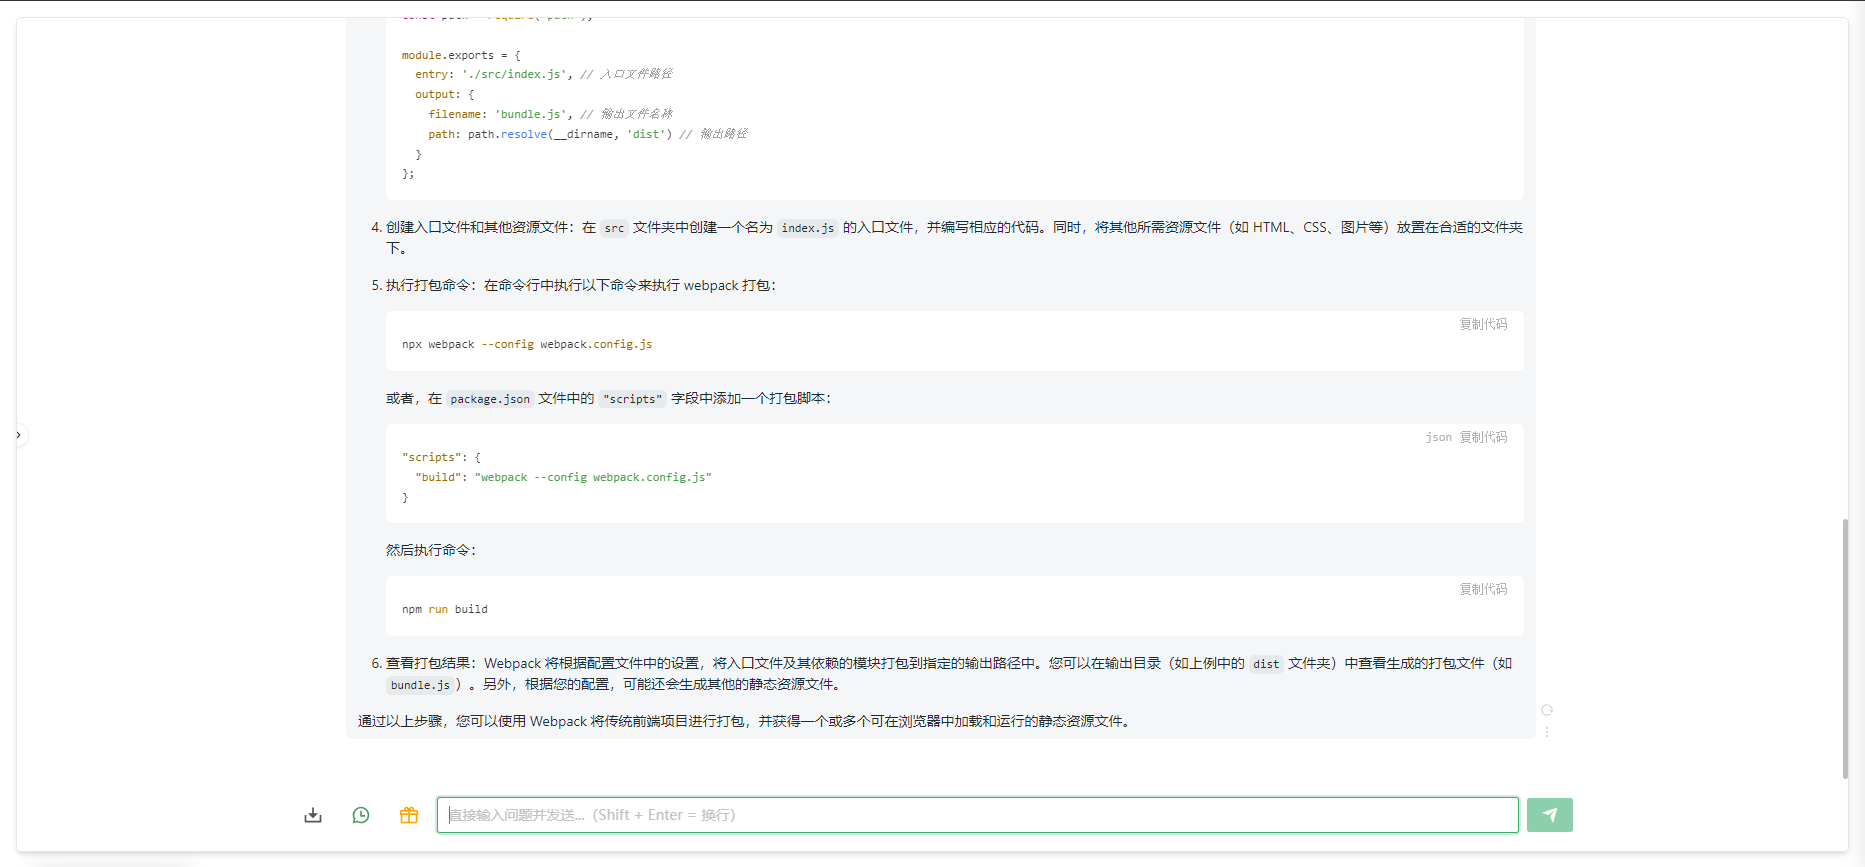 const path = require('path');
module.exports = {
entry: './src/index.js', // 入口文件路径
output: {
filename: 'bundle.js', // 输出文件名称
path: path.resolve(__dirname, 'dist') // 输出路径
}
};
4. 创建入口文件和其他资源文件：在 src 文件夹中创建一个名为 index.js 的入口文件，并编写相应的代码。同时，将其他所需资源文件（如 HTML、CSS、图片等）放置在合适的文件夹
下。
5. 执行打包命令：在命令行中执行以下命令来执行 webpack 打包：
复制代码
npx webpack --config webpack.config.js
或者，在 package.json 文件中的 "scripts" 字段中添加一个打包脚本：
json 复制代码
"scripts": {
"build": "webpack --config webpack.config.js"
}
然后执行命令：
复制代码
npm run build
6. 查看打包结果：Webpack 将根据配置文件中的设置，将入口文件及其依赖的模块打包到指定的输出路径中。您可以在输出目录（如上例中的 dist 文件夹）中查看生成的打包文件（如
bundle.js ）。另外，根据您的配置，可能还会生成其他的静态资源文件。
通过以上步骤，您可以使用 Webpack 将传统前端项目进行打包，并获得一个或多个可在浏览器中加载和运行的静态资源文件。
直接输入问题并发送...（Shift + Enter = 换行）